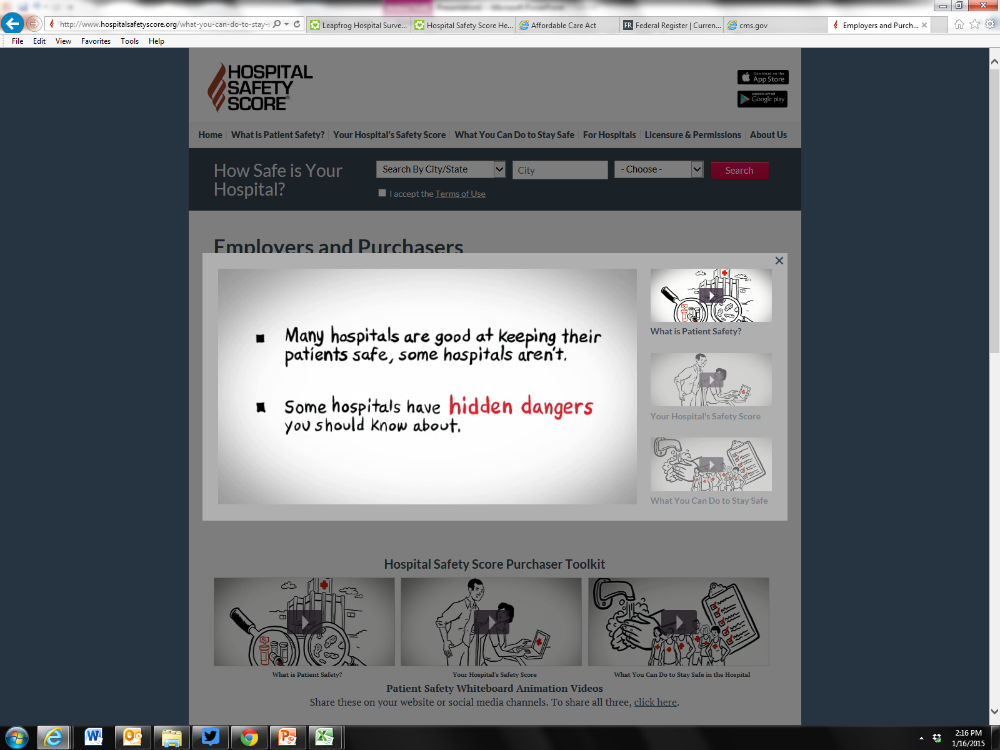 Microsoft PowerPoint
http://www.hospitalsafetyscore.org/what-you-can-do-to-stay-s
Leapfrog Hospital Surve...
Hospital Safety Score He...
Affordable Care Act
FR Federal Register | Curren...
cms.gov
Employers and Purch...
File Edit View Favorites Tools Help
HOSPITAL
SAFETY
SCORE®
Download on the
App Store
ANDROID APP ON
Google play
Home What is Patient Safety? Your Hospital's Safety Score What You Can Do to Stay Safe For Hospitals Licensure & Permissions About Us
How Safe is Your
Hospital?
Search By City/State City - Choose - Search
I accept the Terms of Use
Employers and Purchasers
Many hospitals are good at keeping their
patients safe, some hospitals aren't.
Some hospitals have hidden dangers
you should know about.
What is Patient Safety?
Your Hospital's Safety Score
What You Can Do to Stay Safe
Hospital Safety Score Purchaser Toolkit
What is Patient Safety?
Your Hospital's Safety Score
What You Can Do to Stay Safe in the Hospital
Patient Safety Whiteboard Animation Videos
Share these on your website or social media channels. To share all three, click here.
2:16 PM
1/16/2015